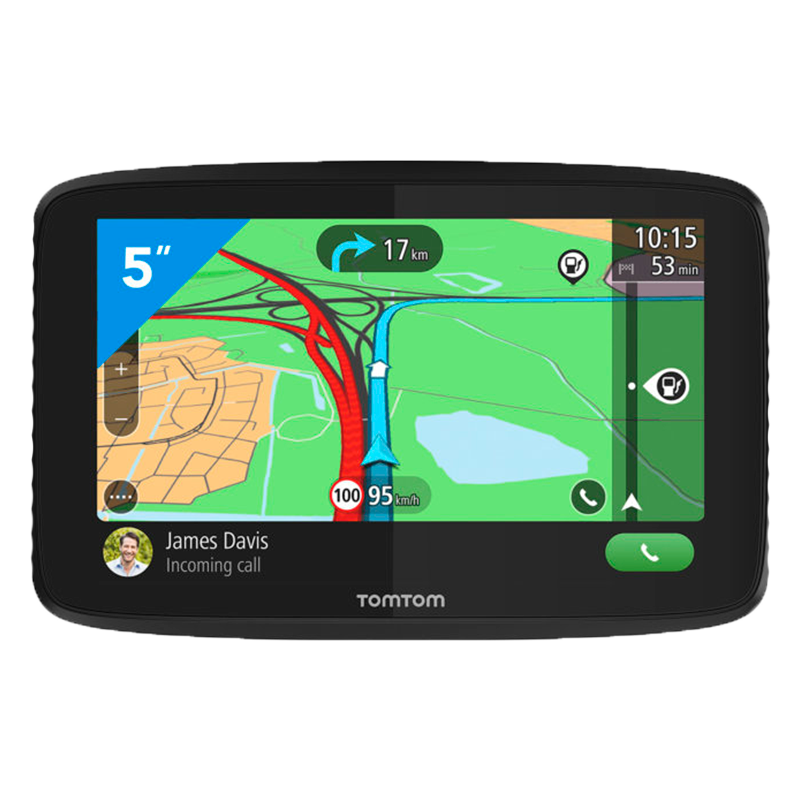 5"
17 km
10:15
53 min
+
−
100
95 km/h
James Davis
Incoming call
TOMTOM